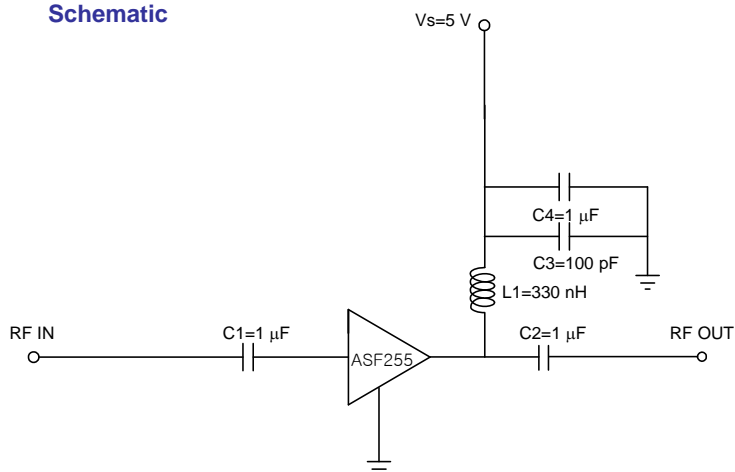 Schematic
Vs=5 V
C4=1 μF
C3=100 pF
L1=330 nH
RF IN
C1=1 μF
ASF255
C2=1 μF
RF OUT